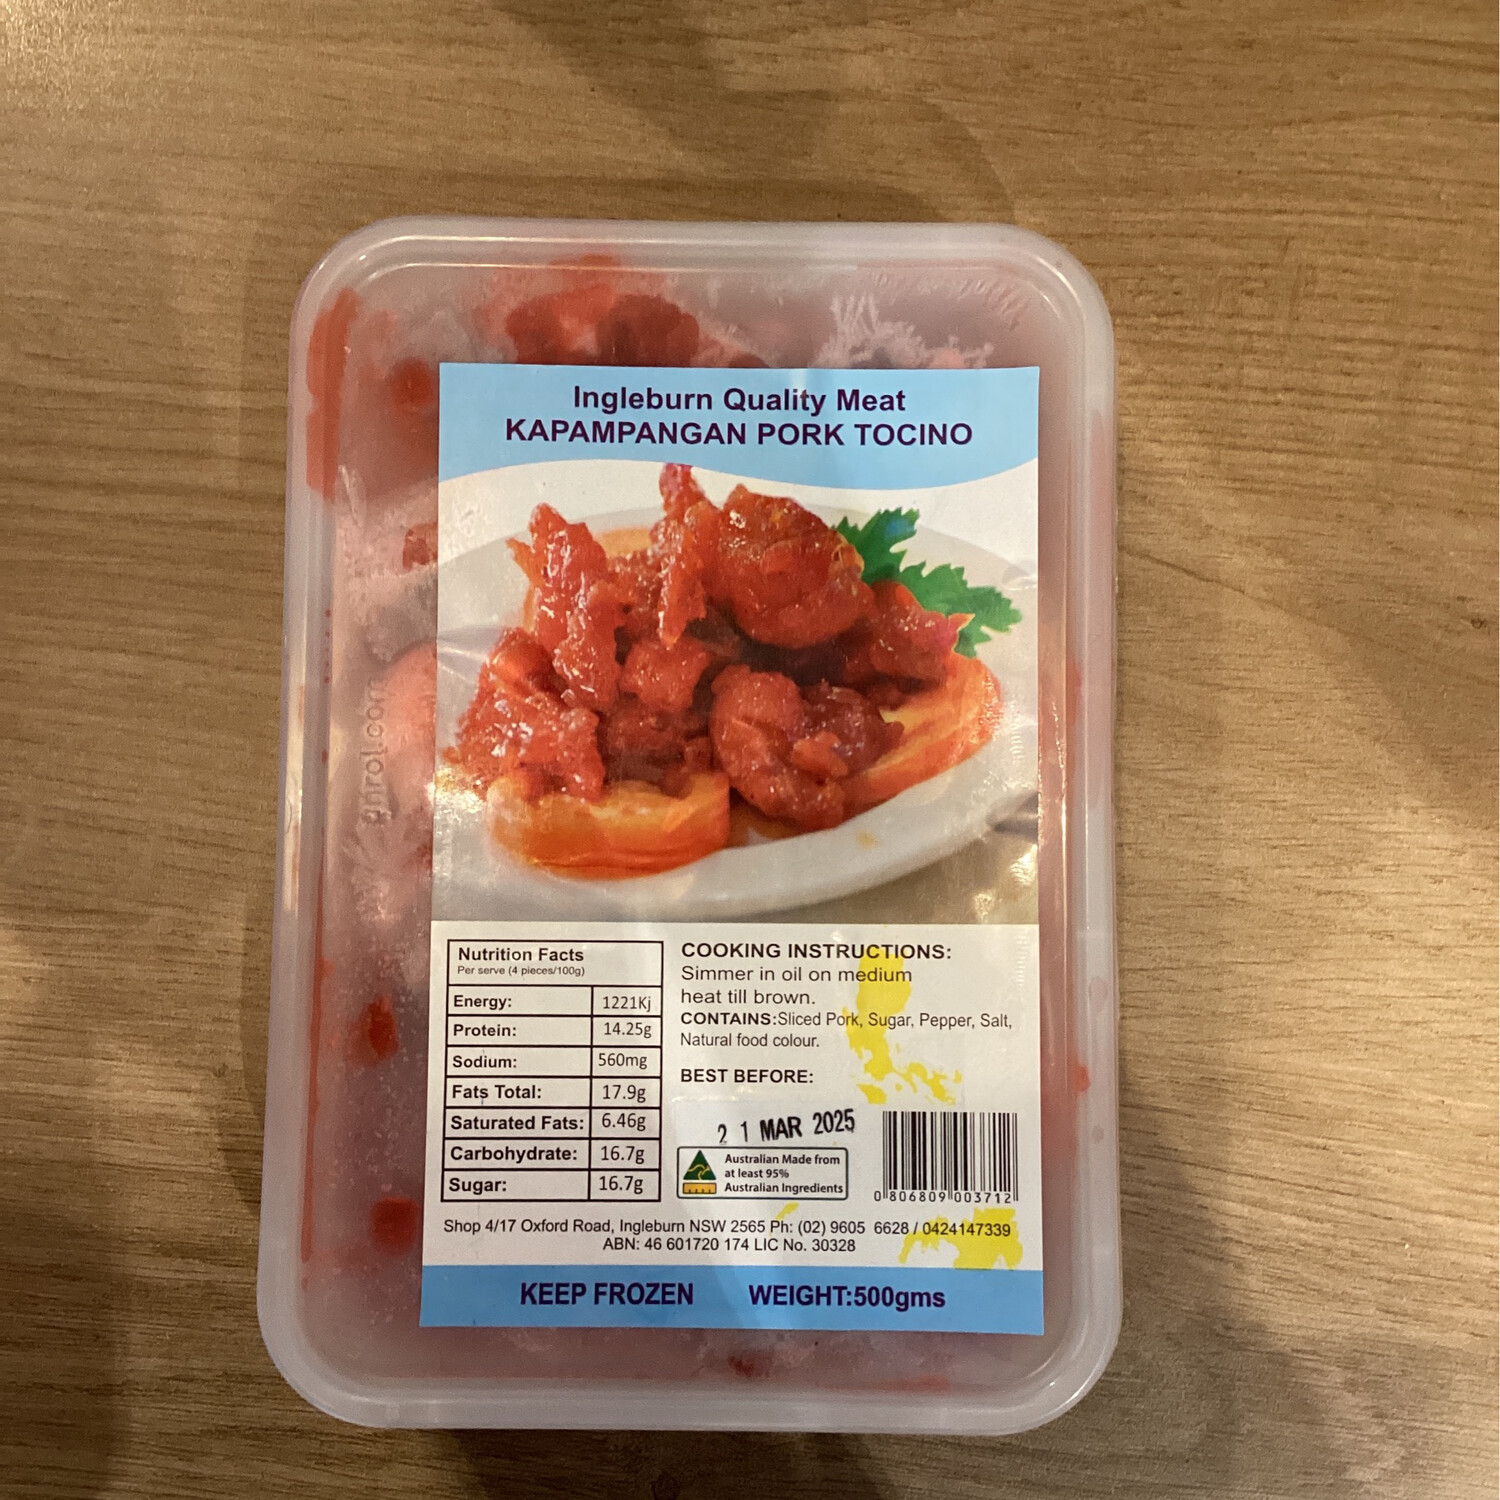 Ingleburn Quality Meat
KAPAMPANGAN PORK TOCINO
Nutrition Facts
Per serve (4 pieces/100g)
Energy: 1221Kj
Protein: 14.25g
Sodium: 560mg
Fats Total: 17.9g
Saturated Fats: 6.46g
Carbohydrate: 16.7g
Sugar: 16.7g
COOKING INSTRUCTIONS:
Simmer in oil on medium
heat till brown.
CONTAINS:Sliced Pork, Sugar, Pepper, Salt,
Natural food colour.
BEST BEFORE:
21 MAR 2025
Australian Made from
at least 95%
Australian Ingredients
0 806809 003712
Shop 4/17 Oxford Road, Ingleburn NSW 2565 Ph: (02) 9605 6628 / 0424147339
ABN: 46 601720 174 LIC No. 30328
KEEP FROZEN WEIGHT:500gms